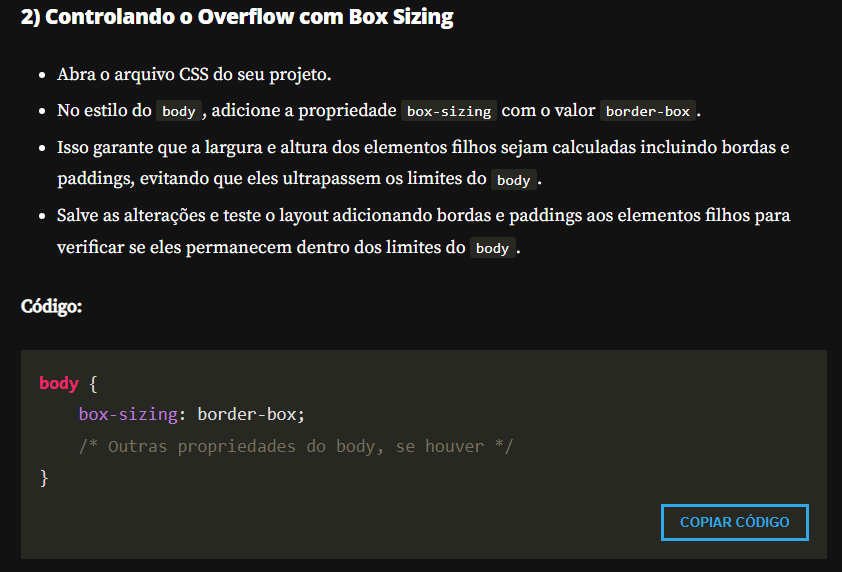 2) Controlando o Overflow com Box Sizing
• Abra o arquivo CSS do seu projeto.
• No estilo do body, adicione a propriedade box-sizing com o valor border-box.
• Isso garante que a largura e altura dos elementos filhos sejam calculadas incluindo bordas e
paddings, evitando que eles ultrapassem os limites do body.
• Salve as alterações e teste o layout adicionando bordas e paddings aos elementos filhos para
verificar se eles permanecem dentro dos limites do body.
Código:
body {
    box-sizing: border-box;
    /* Outras propriedades do body, se houver */
}
COPIAR CÓDIGO